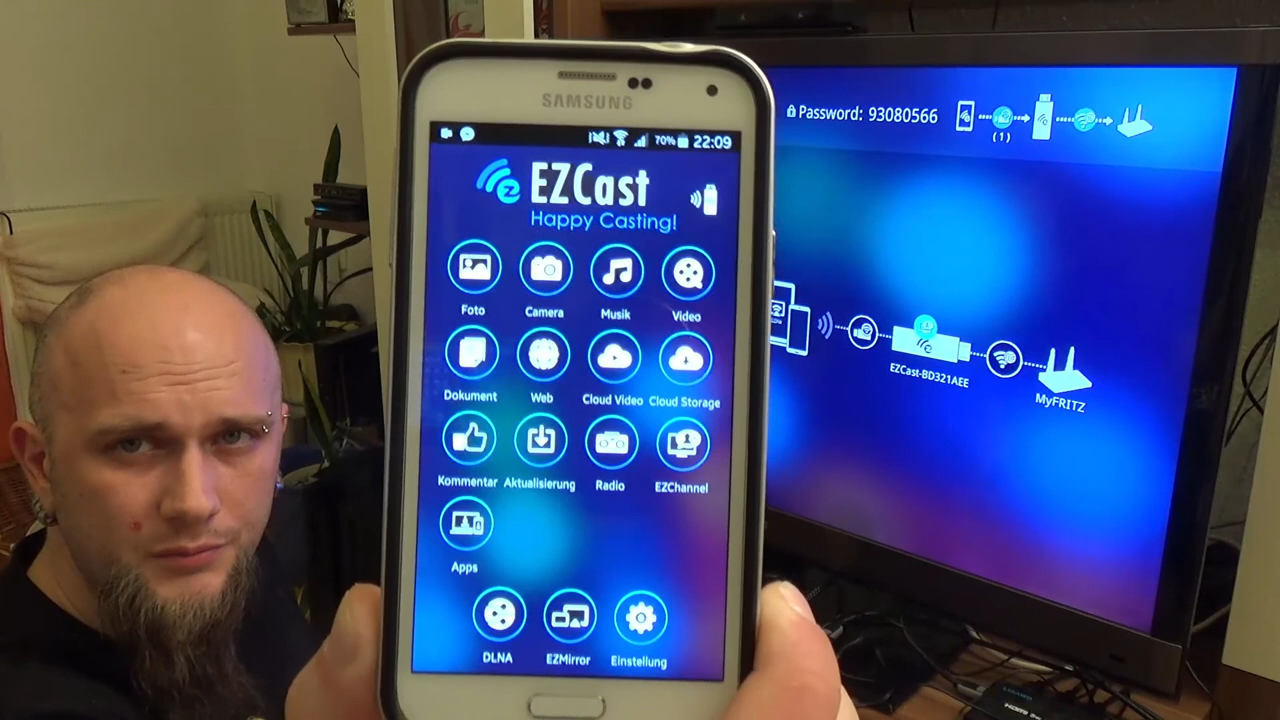 SAMSUNG
70% 22:09
EZCast
Happy Casting!
Foto Camera Musik Video
Dokument Web Cloud Video Cloud Storage
Kommentar Aktualisierung Radio EZChannel
Apps
DLNA EZMirror Einstellung
Password: 93080566
(1)
EZCast-BD321AEE
MyFRITZ